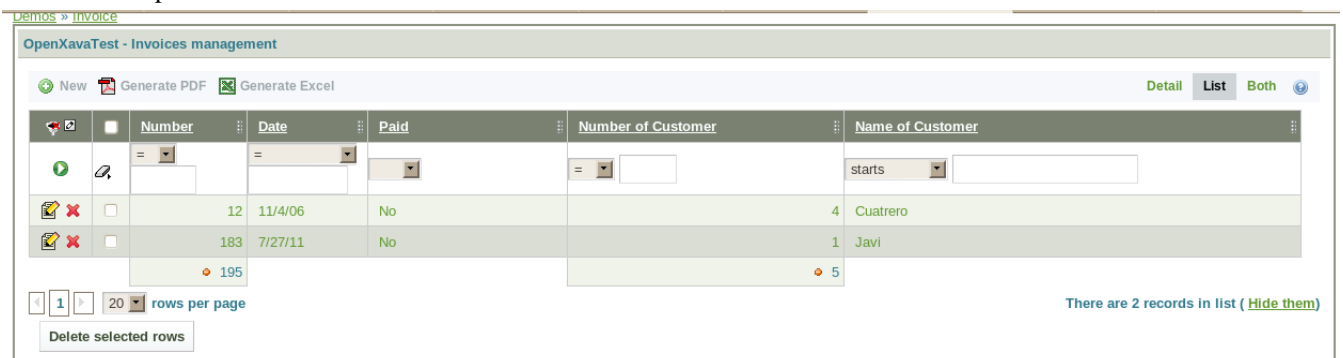 Demos » Invoice
OpenXavaTest - Invoices management
New Generate PDF Generate Excel Detail List Both
Number Date Paid Number of Customer Name of Customer
= =
= starts
12 11/4/06 No 4 Cuatrero
183 7/27/11 No 1 Javi
195 5
1 20 rows per page There are 2 records in list ( Hide them)
Delete selected rows